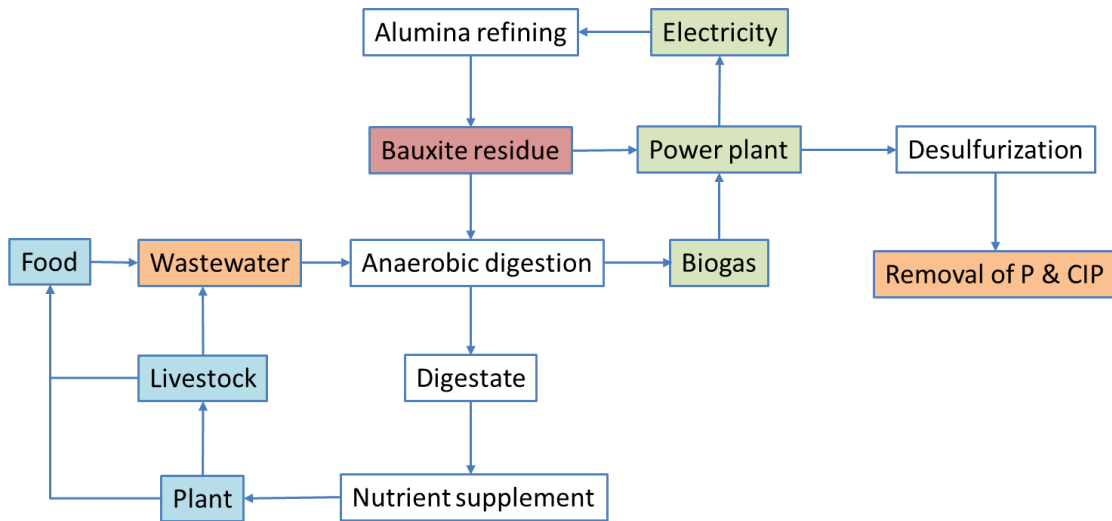 Alumina refining
Electricity
Bauxite residue
Power plant
Desulfurization
Food
Wastewater
Anaerobic digestion
Biogas
Removal of P & CIP
Livestock
Digestate
Plant
Nutrient supplement